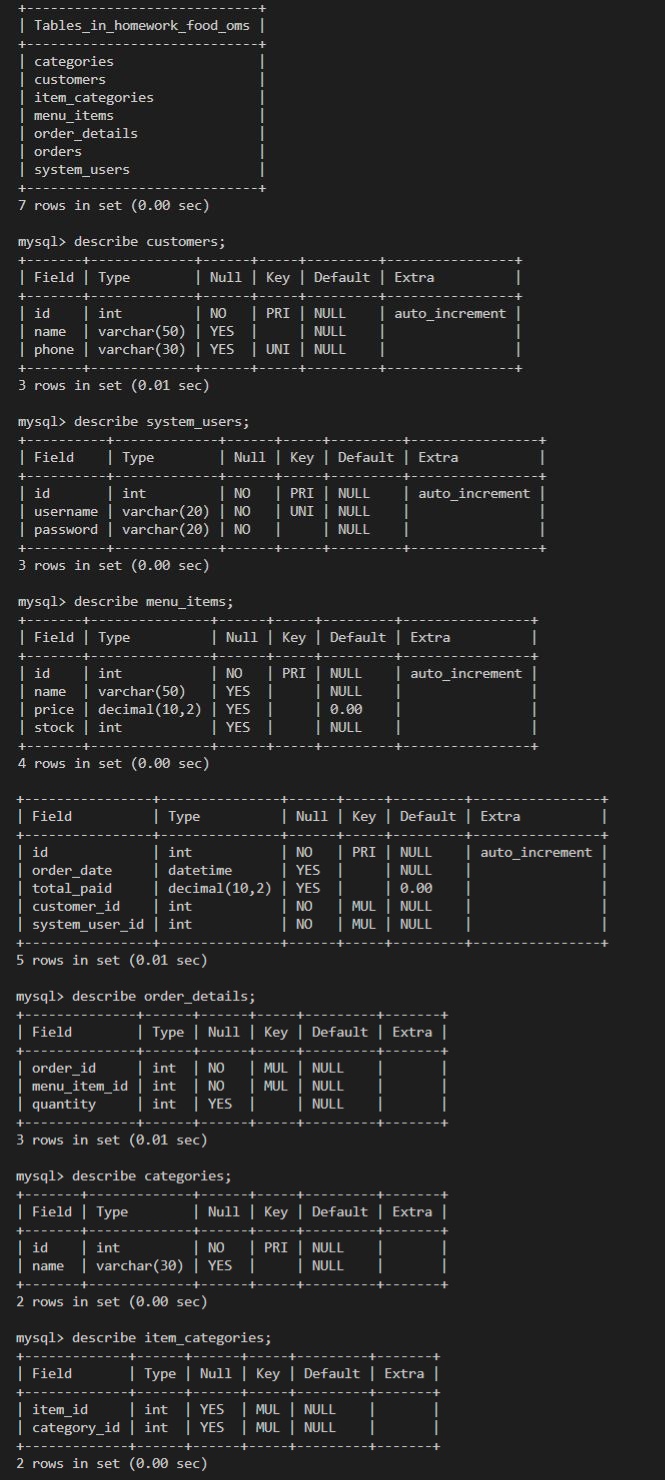 +-----------------------------+
| Tables_in_homework_food_oms |
+-----------------------------+
| categories                  |
| customers                   |
| item_categories             |
| menu_items                  |
| order_details               |
| orders                      |
| system_users                |
+-----------------------------+
7 rows in set (0.00 sec)

mysql> describe customers;
+-------+-------------+------+-----+---------+----------------+
| Field | Type        | Null | Key | Default | Extra          |
+-------+-------------+------+-----+---------+----------------+
| id    | int         | NO   | PRI | NULL    | auto_increment |
| name  | varchar(50) | YES  |     | NULL    |                |
| phone | varchar(30) | YES  | UNI | NULL    |                |
+-------+-------------+------+-----+---------+----------------+
3 rows in set (0.01 sec)

mysql> describe system_users;
+----------+-------------+------+-----+---------+----------------+
| Field    | Type        | Null | Key | Default | Extra          |
+----------+-------------+------+-----+---------+----------------+
| id       | int         | NO   | PRI | NULL    | auto_increment |
| username | varchar(20) | NO   | UNI | NULL    |                |
| password | varchar(20) | NO   |     | NULL    |                |
+----------+-------------+------+-----+---------+----------------+
3 rows in set (0.00 sec)

mysql> describe menu_items;
+-------+---------------+------+-----+---------+----------------+
| Field | Type          | Null | Key | Default | Extra          |
+-------+---------------+------+-----+---------+----------------+
| id    | int           | NO   | PRI | NULL    | auto_increment |
| name  | varchar(50)   | YES  |     | NULL    |                |
| price | decimal(10,2) | YES  |     | 0.00    |                |
| stock | int           | YES  |     | NULL    |                |
+-------+---------------+------+-----+---------+----------------+
4 rows in set (0.00 sec)

+----------------+---------------+------+-----+---------+----------------+
| Field          | Type          | Null | Key | Default | Extra          |
+----------------+---------------+------+-----+---------+----------------+
| id             | int           | NO   | PRI | NULL    | auto_increment |
| order_date     | datetime      | YES  |     | NULL    |                |
| total_paid     | decimal(10,2) | YES  |     | 0.00    |                |
| customer_id    | int           | NO   | MUL | NULL    |                |
| system_user_id | int           | NO   | MUL | NULL    |                |
+----------------+---------------+------+-----+---------+----------------+
5 rows in set (0.01 sec)

mysql> describe order_details;
+--------------+------+------+-----+---------+-------+
| Field        | Type | Null | Key | Default | Extra |
+--------------+------+------+-----+---------+-------+
| order_id     | int  | NO   | MUL | NULL    |       |
| menu_item_id | int  | NO   | MUL | NULL    |       |
| quantity     | int  | YES  |     | NULL    |       |
+--------------+------+------+-----+---------+-------+
3 rows in set (0.01 sec)

mysql> describe categories;
+-------+-------------+------+-----+---------+-------+
| Field | Type        | Null | Key | Default | Extra |
+-------+-------------+------+-----+---------+-------+
| id    | int         | NO   | PRI | NULL    |       |
| name  | varchar(30) | YES  |     | NULL    |       |
+-------+-------------+------+-----+---------+-------+
2 rows in set (0.00 sec)

mysql> describe item_categories;
+-------------+------+------+-----+---------+-------+
| Field       | Type | Null | Key | Default | Extra |
+-------------+------+------+-----+---------+-------+
| item_id     | int  | YES  | MUL | NULL    |       |
| category_id | int  | YES  | MUL | NULL    |       |
+-------------+------+------+-----+---------+-------+
2 rows in set (0.00 sec)